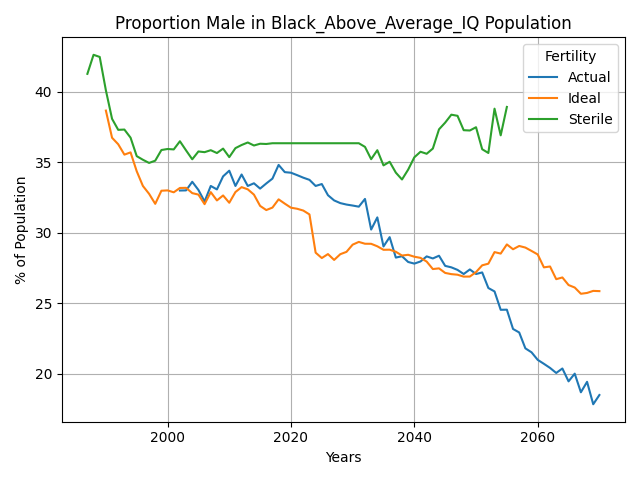 Proportion Male in Black_Above_Average_IQ Population
Fertility
Actual
Ideal
Sterile
% of Population
40
35
30
25
20
2000
2020
2040
2060
Years